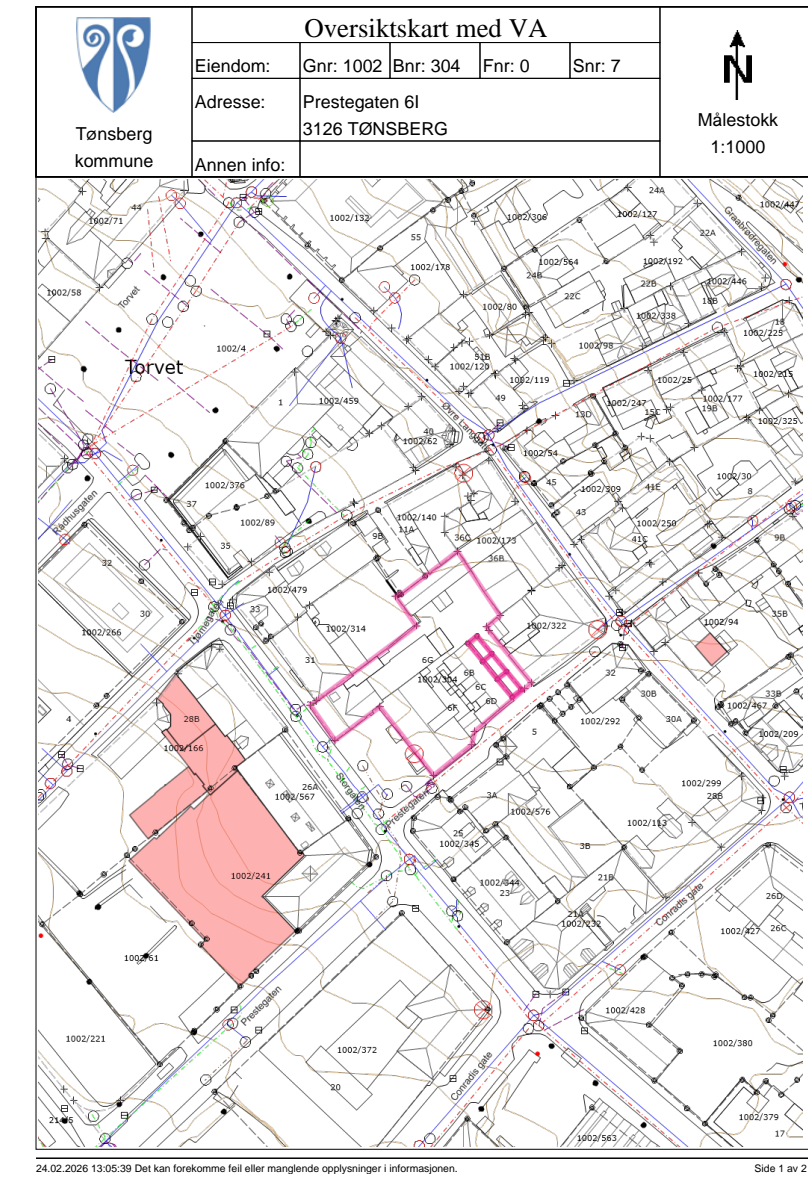 Oversiktskart med VA
Eiendom: Gnr: 1002 Bnr: 304 Fnr: 0 Snr: 7
Adresse: Prestegaten 6I
3126 TØNSBERG
Annen info:
Tønsberg
kommune
N
Målestokk
1:1000
24A
44
1002/71
1002/132
1002/306
1002/127
1002/447
Graabrødregaten
22A
55
1002/178
1002/564
1002/192
24B
22B
1002/446
1002/58
Torvet
22C
18B
1002/80
1002/338
18
1002/225
1002/4
1002/98
51B
1002/120
Torvet
1002/119
1002/25
1002/215
1
1002/459
49
1002/247
1002/177
15C
19B
Øvre Langgate
13D
1002/325
40
1002/62
1002/54
1002/376
45
1002/309
41E
1002/30
8
37
Rådhusgaten
1002/89
1002/140
11A
43
1002/250
35
9B
36C
1002/173
41C
9B
32
36B
1002/479
30
33
35B
1002/266
1002/314
1002/322
1002/94
31
6G
1002/304
6B
6C
32
30B
33B
4
28B
6F
6D
1002/292
30A
1002/467
1002/166
5
1002/209
Storgaten
26A
1002/567
3A
1002/299
28B
Prestegaten
1002/576
25
1002/113
1002/345
3B
1002/241
1002/344
23
21B
26D
Conradis gate
21A
1002/232
1002/427
26C
1002/61
1002/428
Prestegaten
1002/221
1002/372
1002/380
20
Conradis gate
1002/379
17
1002/563
24.02.2026 13:05:39 Det kan forekomme feil eller manglende opplysninger i informasjonen.
Side 1 av 2